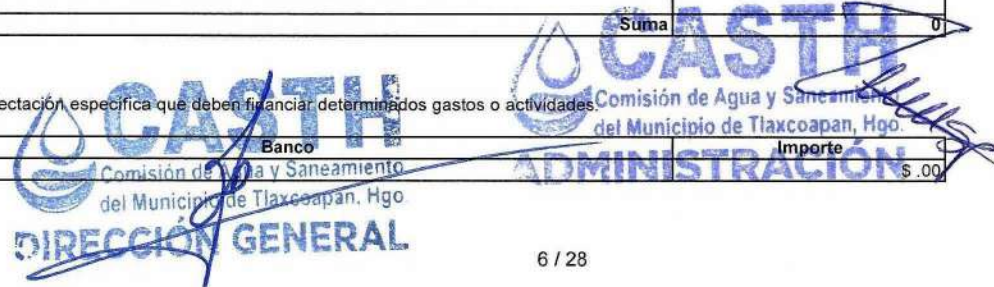 Suma 0
ectación especifica que deben financiar determinados gastos o actividades.
Banco Importe
$ .00
CASTH
Comisión de Agua y Saneamiento
del Municipio de Tlaxcoapan, Hgo.
ADMINISTRACIÓN
CASTH
Comisión de Agua y Saneamiento
del Municipio de Tlaxcoapan, Hgo
DIRECCIÓN GENERAL
6 / 28